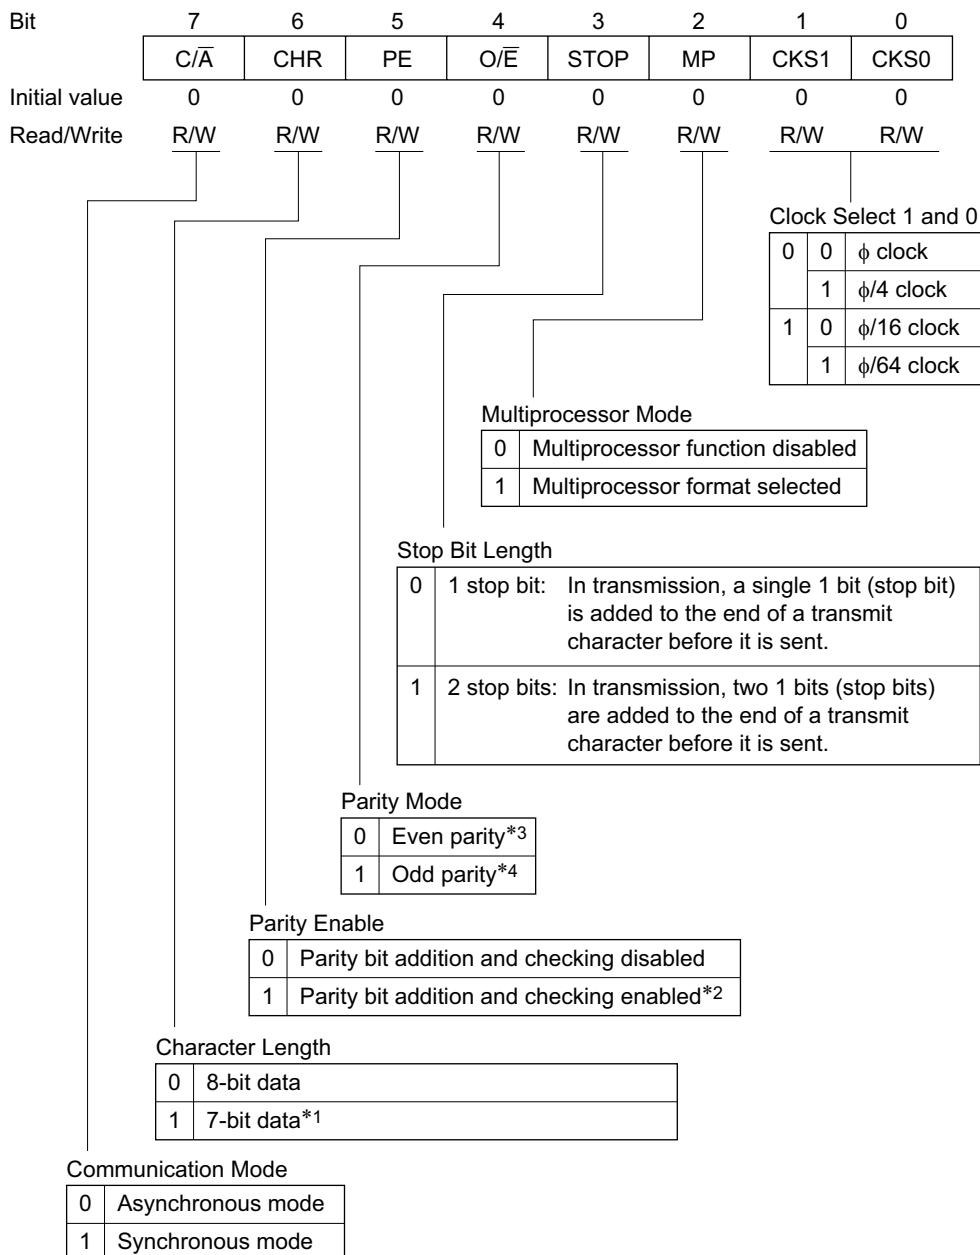 Bit 7 6 5 4 3 2 1 0
C/A̅ CHR PE O/E̅ STOP MP CKS1 CKS0
Initial value 0 0 0 0 0 0 0 0
Read/Write R/W R/W R/W R/W R/W R/W R/W R/W
Clock Select 1 and 0
0 0 ϕ clock
1 ϕ/4 clock
1 0 ϕ/16 clock
1 ϕ/64 clock
Multiprocessor Mode
0 Multiprocessor function disabled
1 Multiprocessor format selected
Stop Bit Length
0 1 stop bit: In transmission, a single 1 bit (stop bit)
is added to the end of a transmit
character before it is sent.
1 2 stop bits: In transmission, two 1 bits (stop bits)
are added to the end of a transmit
character before it is sent.
Parity Mode
0 Even parity*3
1 Odd parity*4
Parity Enable
0 Parity bit addition and checking disabled
1 Parity bit addition and checking enabled*2
Character Length
0 8-bit data
1 7-bit data*1
Communication Mode
0 Asynchronous mode
1 Synchronous mode